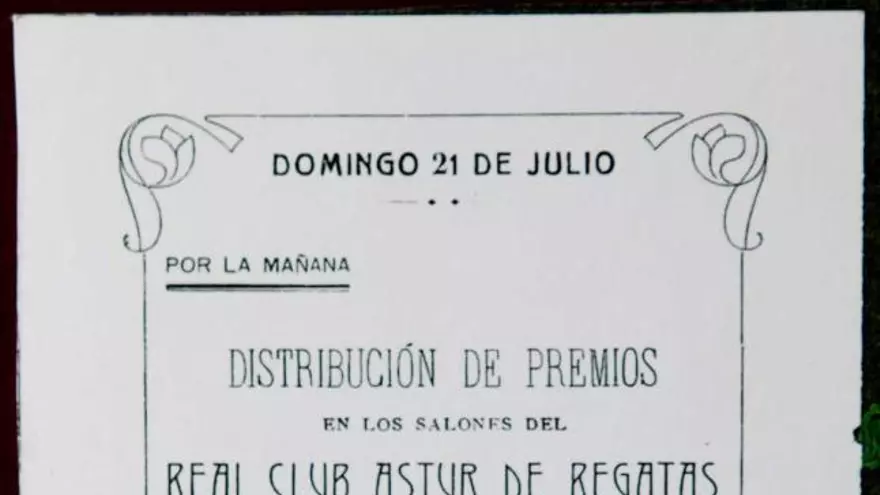 DOMINGO 21 DE JULIO
POR LA MAÑANA
DISTRIBUCIÓN DE PREMIOS
EN LOS SALONES DEL
REAL CLUB ASTUR DE REGATAS